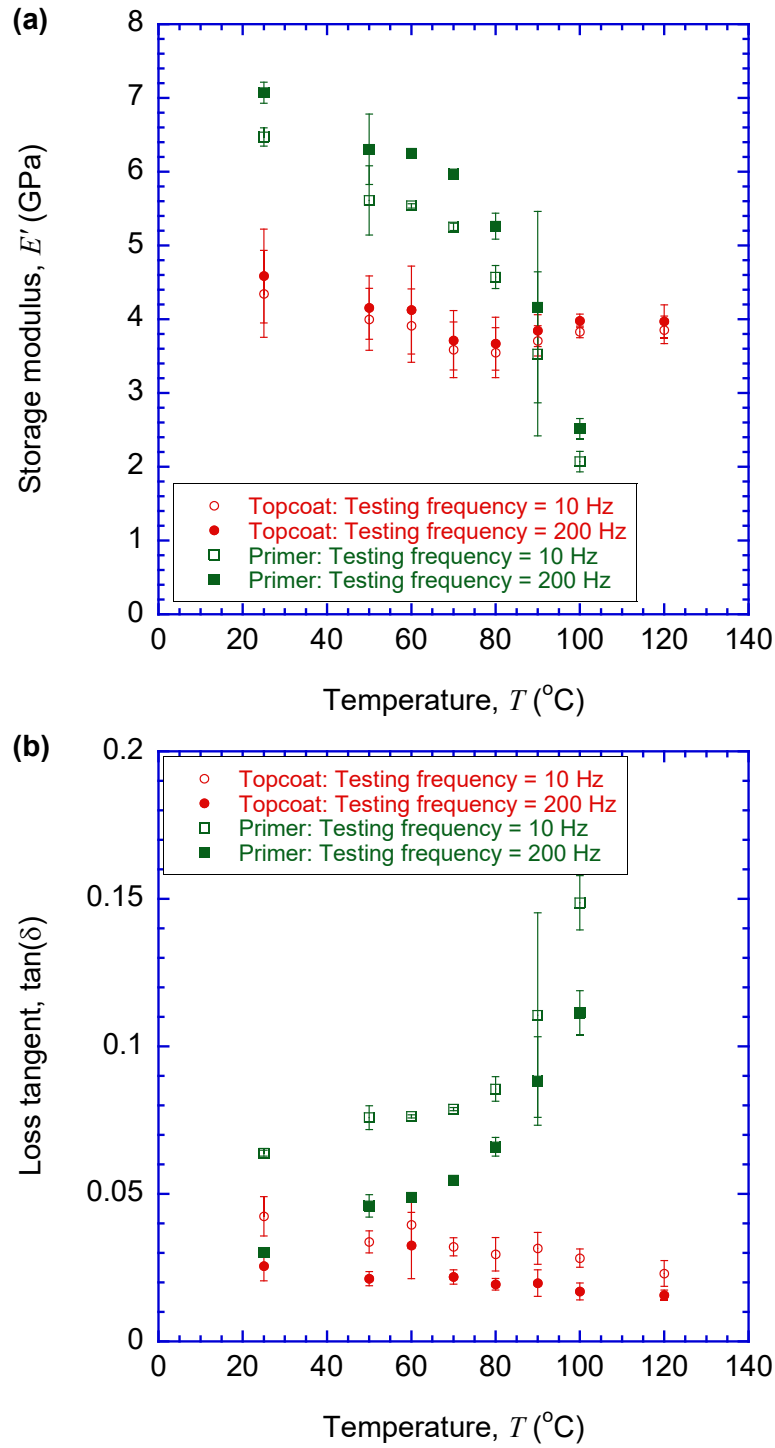 (a)
8
7
6
5
4
3
2
1
0
Storage modulus, E' (GPa)
Topcoat: Testing frequency = 10 Hz
Topcoat: Testing frequency = 200 Hz
Primer: Testing frequency = 10 Hz
Primer: Testing frequency = 200 Hz
0 20 40 60 80 100 120 140
Temperature, T (°C)
(b)
0.2
0.15
0.1
0.05
0
Loss tangent, tan(δ)
Topcoat: Testing frequency = 10 Hz
Topcoat: Testing frequency = 200 Hz
Primer: Testing frequency = 10 Hz
Primer: Testing frequency = 200 Hz
0 20 40 60 80 100 120 140
Temperature, T (°C)